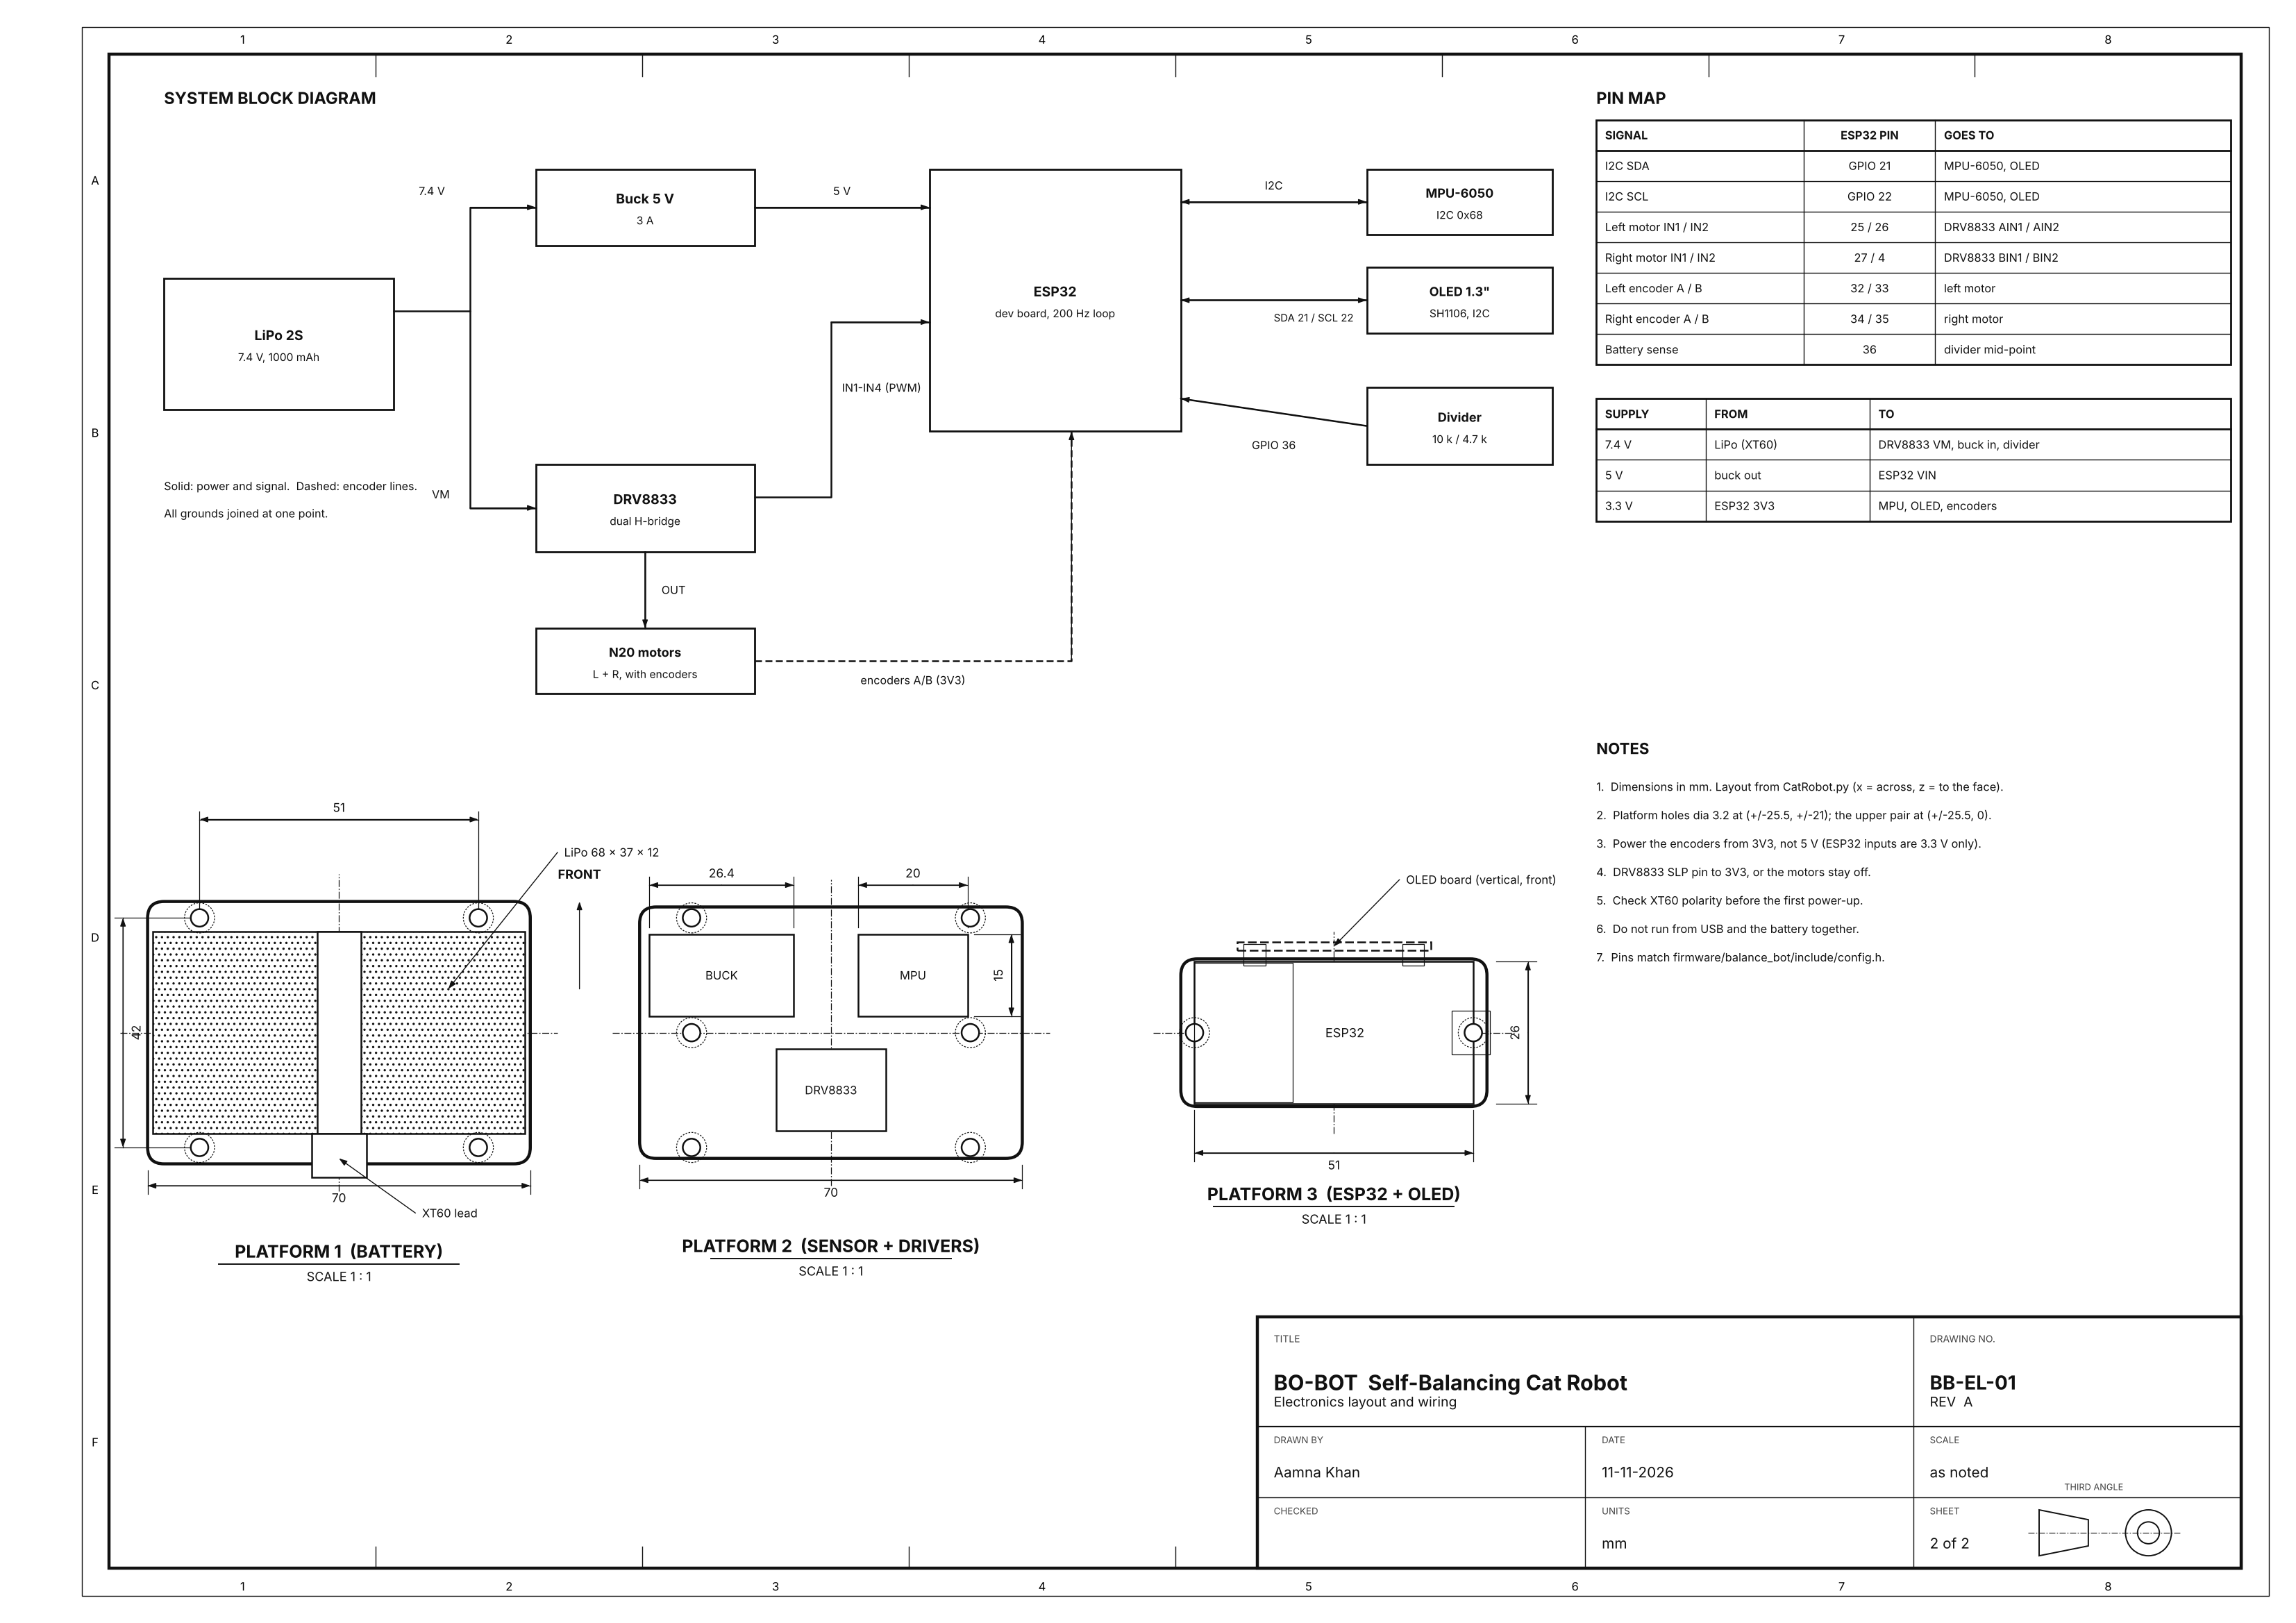 1 2 3 4 5 6 7 8
SYSTEM BLOCK DIAGRAM
PIN MAP
SIGNAL ESP32 PIN GOES TO
I2C SDA GPIO 21 MPU-6050, OLED
I2C SCL GPIO 22 MPU-6050, OLED
Left motor IN1 / IN2 25 / 26 DRV8833 AIN1 / AIN2
Right motor IN1 / IN2 27 / 4 DRV8833 BIN1 / BIN2
Left encoder A / B 32 / 33 left motor
Right encoder A / B 34 / 35 right motor
Battery sense 36 divider mid-point
SUPPLY FROM TO
7.4 V LiPo (XT60) DRV8833 VM, buck in, divider
5 V buck out ESP32 VIN
3.3 V ESP32 3V3 MPU, OLED, encoders
A
B
C
D
E
F
7.4 V
Buck 5 V
3 A
5 V
I2C
MPU-6050
I2C 0x68
LiPo 2S
7.4 V, 1000 mAh
ESP32
dev board, 200 Hz loop
OLED 1.3"
SH1106, I2C
SDA 21 / SCL 22
IN1-IN4 (PWM)
Divider
10 k / 4.7 k
GPIO 36
Solid: power and signal. Dashed: encoder lines.
All grounds joined at one point.
VM
DRV8833
dual H-bridge
OUT
N20 motors
L + R, with encoders
encoders A/B (3V3)
NOTES
1. Dimensions in mm. Layout from CatRobot.py (x = across, z = to the face).
2. Platform holes dia 3.2 at (+/-25.5, +/-21); the upper pair at (+/-25.5, 0).
3. Power the encoders from 3V3, not 5 V (ESP32 inputs are 3.3 V only).
4. DRV8833 SLP pin to 3V3, or the motors stay off.
5. Check XT60 polarity before the first power-up.
6. Do not run from USB and the battery together.
7. Pins match firmware/balance_bot/include/config.h.
51
LiPo 68 × 37 × 12
FRONT
42
70
XT60 lead
PLATFORM 1 (BATTERY)
SCALE 1 : 1
26.4
20
BUCK
MPU
15
DRV8833
70
PLATFORM 2 (SENSOR + DRIVERS)
SCALE 1 : 1
OLED board (vertical, front)
ESP32
26
51
PLATFORM 3 (ESP32 + OLED)
SCALE 1 : 1
TITLE
BO-BOT Self-Balancing Cat Robot
Electronics layout and wiring
DRAWING NO.
BB-EL-01
REV A
DRAWN BY
Aamna Khan
DATE
11-11-2026
SCALE
as noted
THIRD ANGLE
CHECKED
UNITS
mm
SHEET
2 of 2
1 2 3 4 5 6 7 8